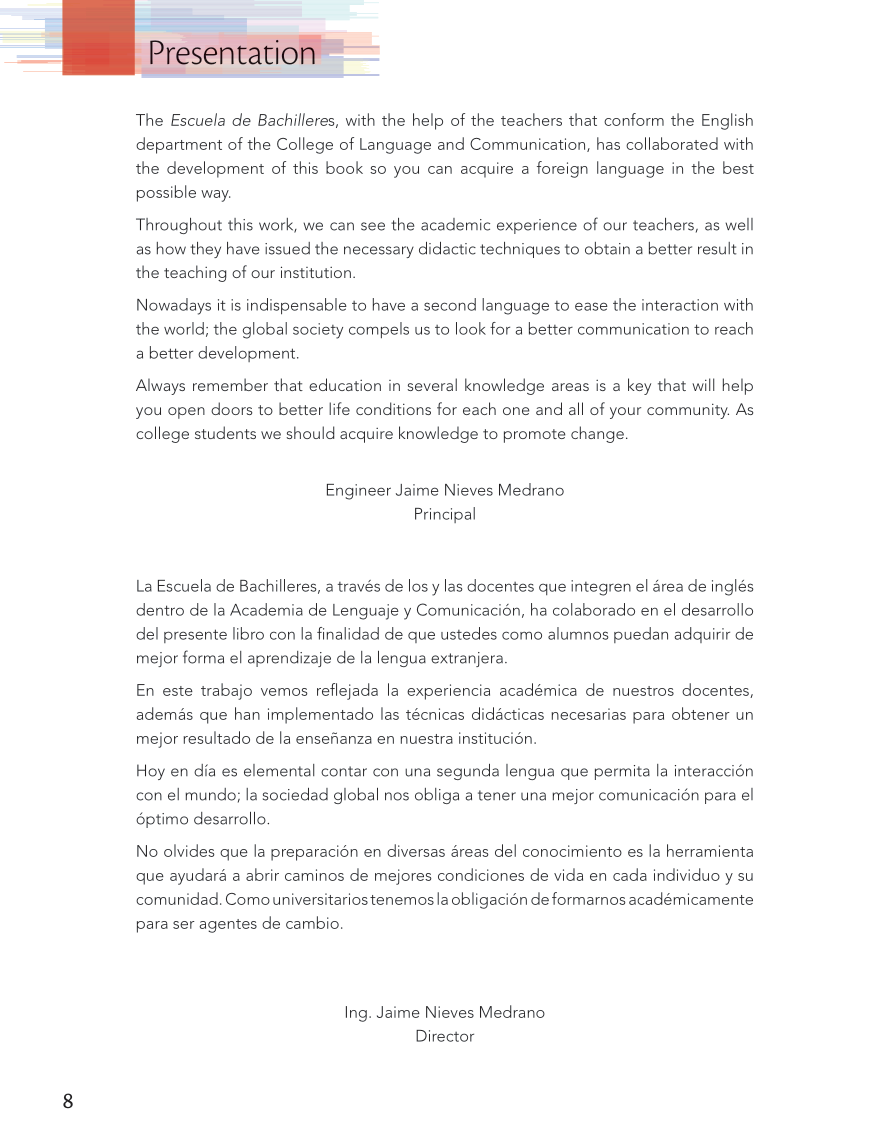 Presentation
The Escuela de Bachilleres, with the help of the teachers that conform the English
department of the College of Language and Communication, has collaborated with
the development of this book so you can acquire a foreign language in the best
possible way.
Throughout this work, we can see the academic experience of our teachers, as well
as how they have issued the necessary didactic techniques to obtain a better result in
the teaching of our institution.
Nowadays it is indispensable to have a second language to ease the interaction with
the world; the global society compels us to look for a better communication to reach
a better development.
Always remember that education in several knowledge areas is a key that will help
you open doors to better life conditions for each one and all of your community. As
college students we should acquire knowledge to promote change.
Engineer Jaime Nieves Medrano
Principal
La Escuela de Bachilleres, a través de los y las docentes que integren el área de inglés
dentro de la Academia de Lenguaje y Comunicación, ha colaborado en el desarrollo
del presente libro con la finalidad de que ustedes como alumnos puedan adquirir de
mejor forma el aprendizaje de la lengua extranjera.
En este trabajo vemos reflejada la experiencia académica de nuestros docentes,
además que han implementado las técnicas didácticas necesarias para obtener un
mejor resultado de la enseñanza en nuestra institución.
Hoy en día es elemental contar con una segunda lengua que permita la interacción
con el mundo; la sociedad global nos obliga a tener una mejor comunicación para el
óptimo desarrollo.
No olvides que la preparación en diversas áreas del conocimiento es la herramienta
que ayudará a abrir caminos de mejores condiciones de vida en cada individuo y su
comunidad. Como universitarios tenemos la obligación de formarnos académicamente
para ser agentes de cambio.
Ing. Jaime Nieves Medrano
Director
8